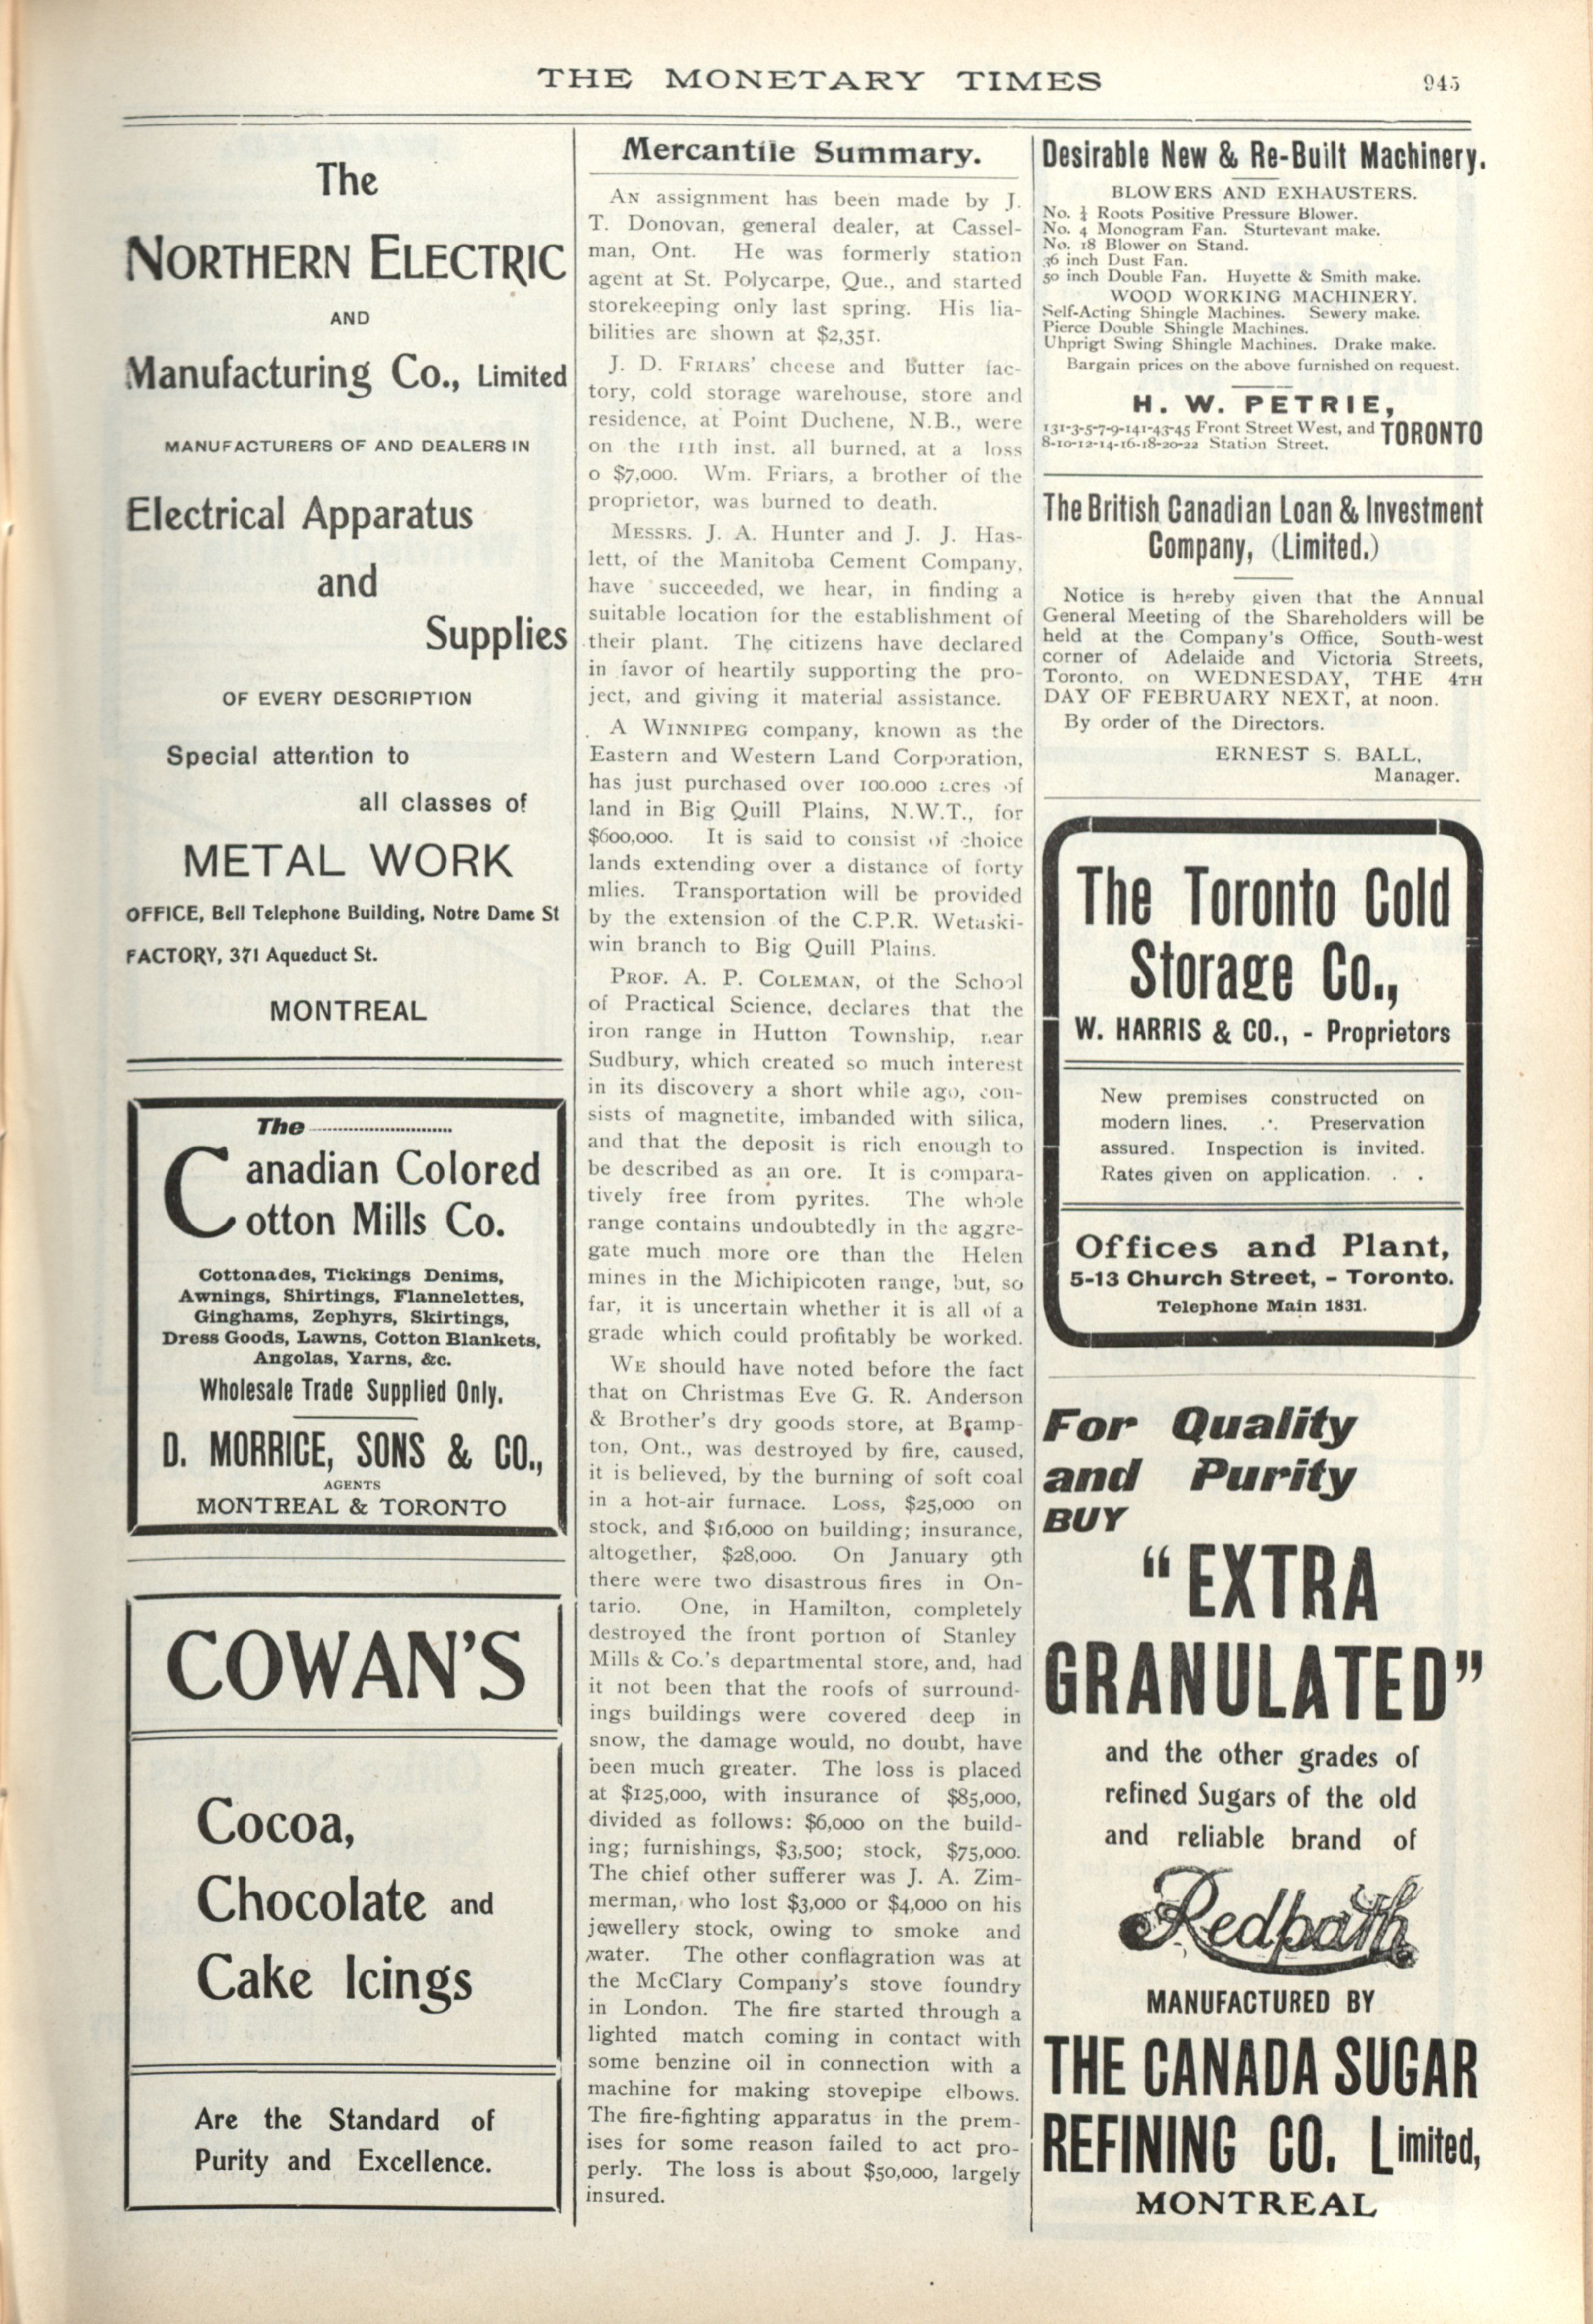 THE MONETARY TIMES
945
The
NORTHERN ELECTRIC
AND
Manufacturing Co., Limited
MANUFACTURERS OF AND DEALERS IN
Electrical Apparatus
and
Supplies
OF EVERY DESCRIPTION
Special attention to
all classes of
METAL WORK
OFFICE, Bell Telephone Building, Notre Dame St
FACTORY, 371 Aqueduct St.
MONTREAL
The
Canadian Colored
Cotton Mills Co.
Cottonades, Tickings Denims,
Awnings, Shirtings, Flannelettes,
Ginghams, Zephyrs, Skirtings,
Dress Goods, Lawns, Cotton Blankets,
Angolas, Yarns, &c.
Wholesale Trade Supplied Only.
D. MORRICE, SONS & CO.,
AGENTS
MONTREAL & TORONTO
COWAN'S
Cocoa,
Chocolate and
Cake Icings
Are the Standard of
Purity and Excellence.
Mercantile Summary.
AN assignment has been made by J.
T. Donovan, general dealer, at Cassel-
man, Ont. He was formerly station
agent at St. Polycarpe, Que., and started
storekeeping only last spring. His lia-
bilities are shown at $2,351.
J. D. FRIARS' cheese and butter fac-
tory, cold storage warehouse, store and
residence, at Point Duchene, N.B., were
on the 11th inst. all burned, at a loss
o $7,000. Wm. Friars, a brother of the
proprietor, was burned to death.
MESSRS. J. A. Hunter and J. J. Has-
lett, of the Manitoba Cement Company,
have succeeded, we hear, in finding a
suitable location for the establishment of
their plant. The citizens have declared
in favor of heartily supporting the pro-
ject, and giving it material assistance.
A WINNIPEG company, known as the
Eastern and Western Land Corporation,
has just purchased over 100.000 acres of
land in Big Quill Plains, N.W.T., for
$600,000. It is said to consist of choice
lands extending over a distance of forty
mlies. Transportation will be provided
by the extension of the C.P.R. Wetaski-
win branch to Big Quill Plains.
PROF. A. P. COLEMAN, of the School
of Practical Science, declares that the
iron range in Hutton Township, near
Sudbury, which created so much interest
in its discovery a short while ago, con-
sists of magnetite, imbanded with silica,
and that the deposit is rich enough to
be described as an ore. It is compara-
tively free from pyrites. The whole
range contains undoubtedly in the aggre-
gate much more ore than the Helen
mines in the Michipicoten range, but, so
far, it is uncertain whether it is all of a
grade which could profitably be worked.
WE should have noted before the fact
that on Christmas Eve G. R. Anderson
& Brother's dry goods store, at Bramp-
ton, Ont., was destroyed by fire, caused,
it is believed, by the burning of soft coal
in a hot-air furnace. Loss, $25,000 on
stock, and $16,000 on building; insurance,
altogether, $28,000. On January 9th
there were two disastrous fires in On-
tario. One, in Hamilton, completely
destroyed the front portion of Stanley
Mills & Co.'s departmental store, and, had
it not been that the roofs of surround-
ings buildings were covered deep in
snow, the damage would, no doubt, have
been much greater. The loss is placed
at $125,000, with insurance of $85,000,
divided as follows: $6,000 on the build-
ing; furnishings, $3,500; stock, $75,000.
The chief other sufferer was J. A. Zim-
merman, who lost $3,000 or $4,000 on his
jewellery stock, owing to smoke and
water. The other conflagration was at
the McClary Company's stove foundry
in London. The fire started through a
lighted match coming in contact with
some benzine oil in connection with a
machine for making stovepipe elbows.
The fire-fighting apparatus in the prem-
ises for some reason failed to act pro-
perly. The loss is about $50,000, largely
insured.
Desirable New & Re-Built Machinery.
BLOWERS AND EXHAUSTERS.
No. ¼ Roots Positive Pressure Blower.
No. 4 Monogram Fan. Sturtevant make.
No. 18 Blower on Stand.
36 inch Dust Fan.
50 inch Double Fan. Huyette & Smith make.
WOOD WORKING MACHINERY.
Self-Acting Shingle Machines. Sewery make.
Pierce Double Shingle Machines.
Uhprigt Swing Shingle Machines. Drake make.
Bargain prices on the above furnished on request.
H. W. PETRIE,
131-3-5-7-9-141-43-45 Front Street West, and
8-10-12-14-16-18-20-22 Station Street. TORONTO
The British Canadian Loan & Investment
Company, (Limited.)
Notice is hereby given that the Annual
General Meeting of the Shareholders will be
held at the Company's Office, South-west
corner of Adelaide and Victoria Streets,
Toronto, on WEDNESDAY, THE 4TH
DAY OF FEBRUARY NEXT, at noon.
By order of the Directors.
ERNEST S. BALL,
Manager.
The Toronto Cold
Storage Co.,
W. HARRIS & CO., - Proprietors
New premises constructed on
modern lines. .·. Preservation
assured. Inspection is invited.
Rates given on application. . .
Offices and Plant,
5-13 Church Street, - Toronto.
Telephone Main 1831.
For Quality
and Purity
BUY
"EXTRA
GRANULATED"
and the other grades of
refined Sugars of the old
and reliable brand of
Redpath
MANUFACTURED BY
THE CANADA SUGAR
REFINING CO. Limited,
MONTREAL